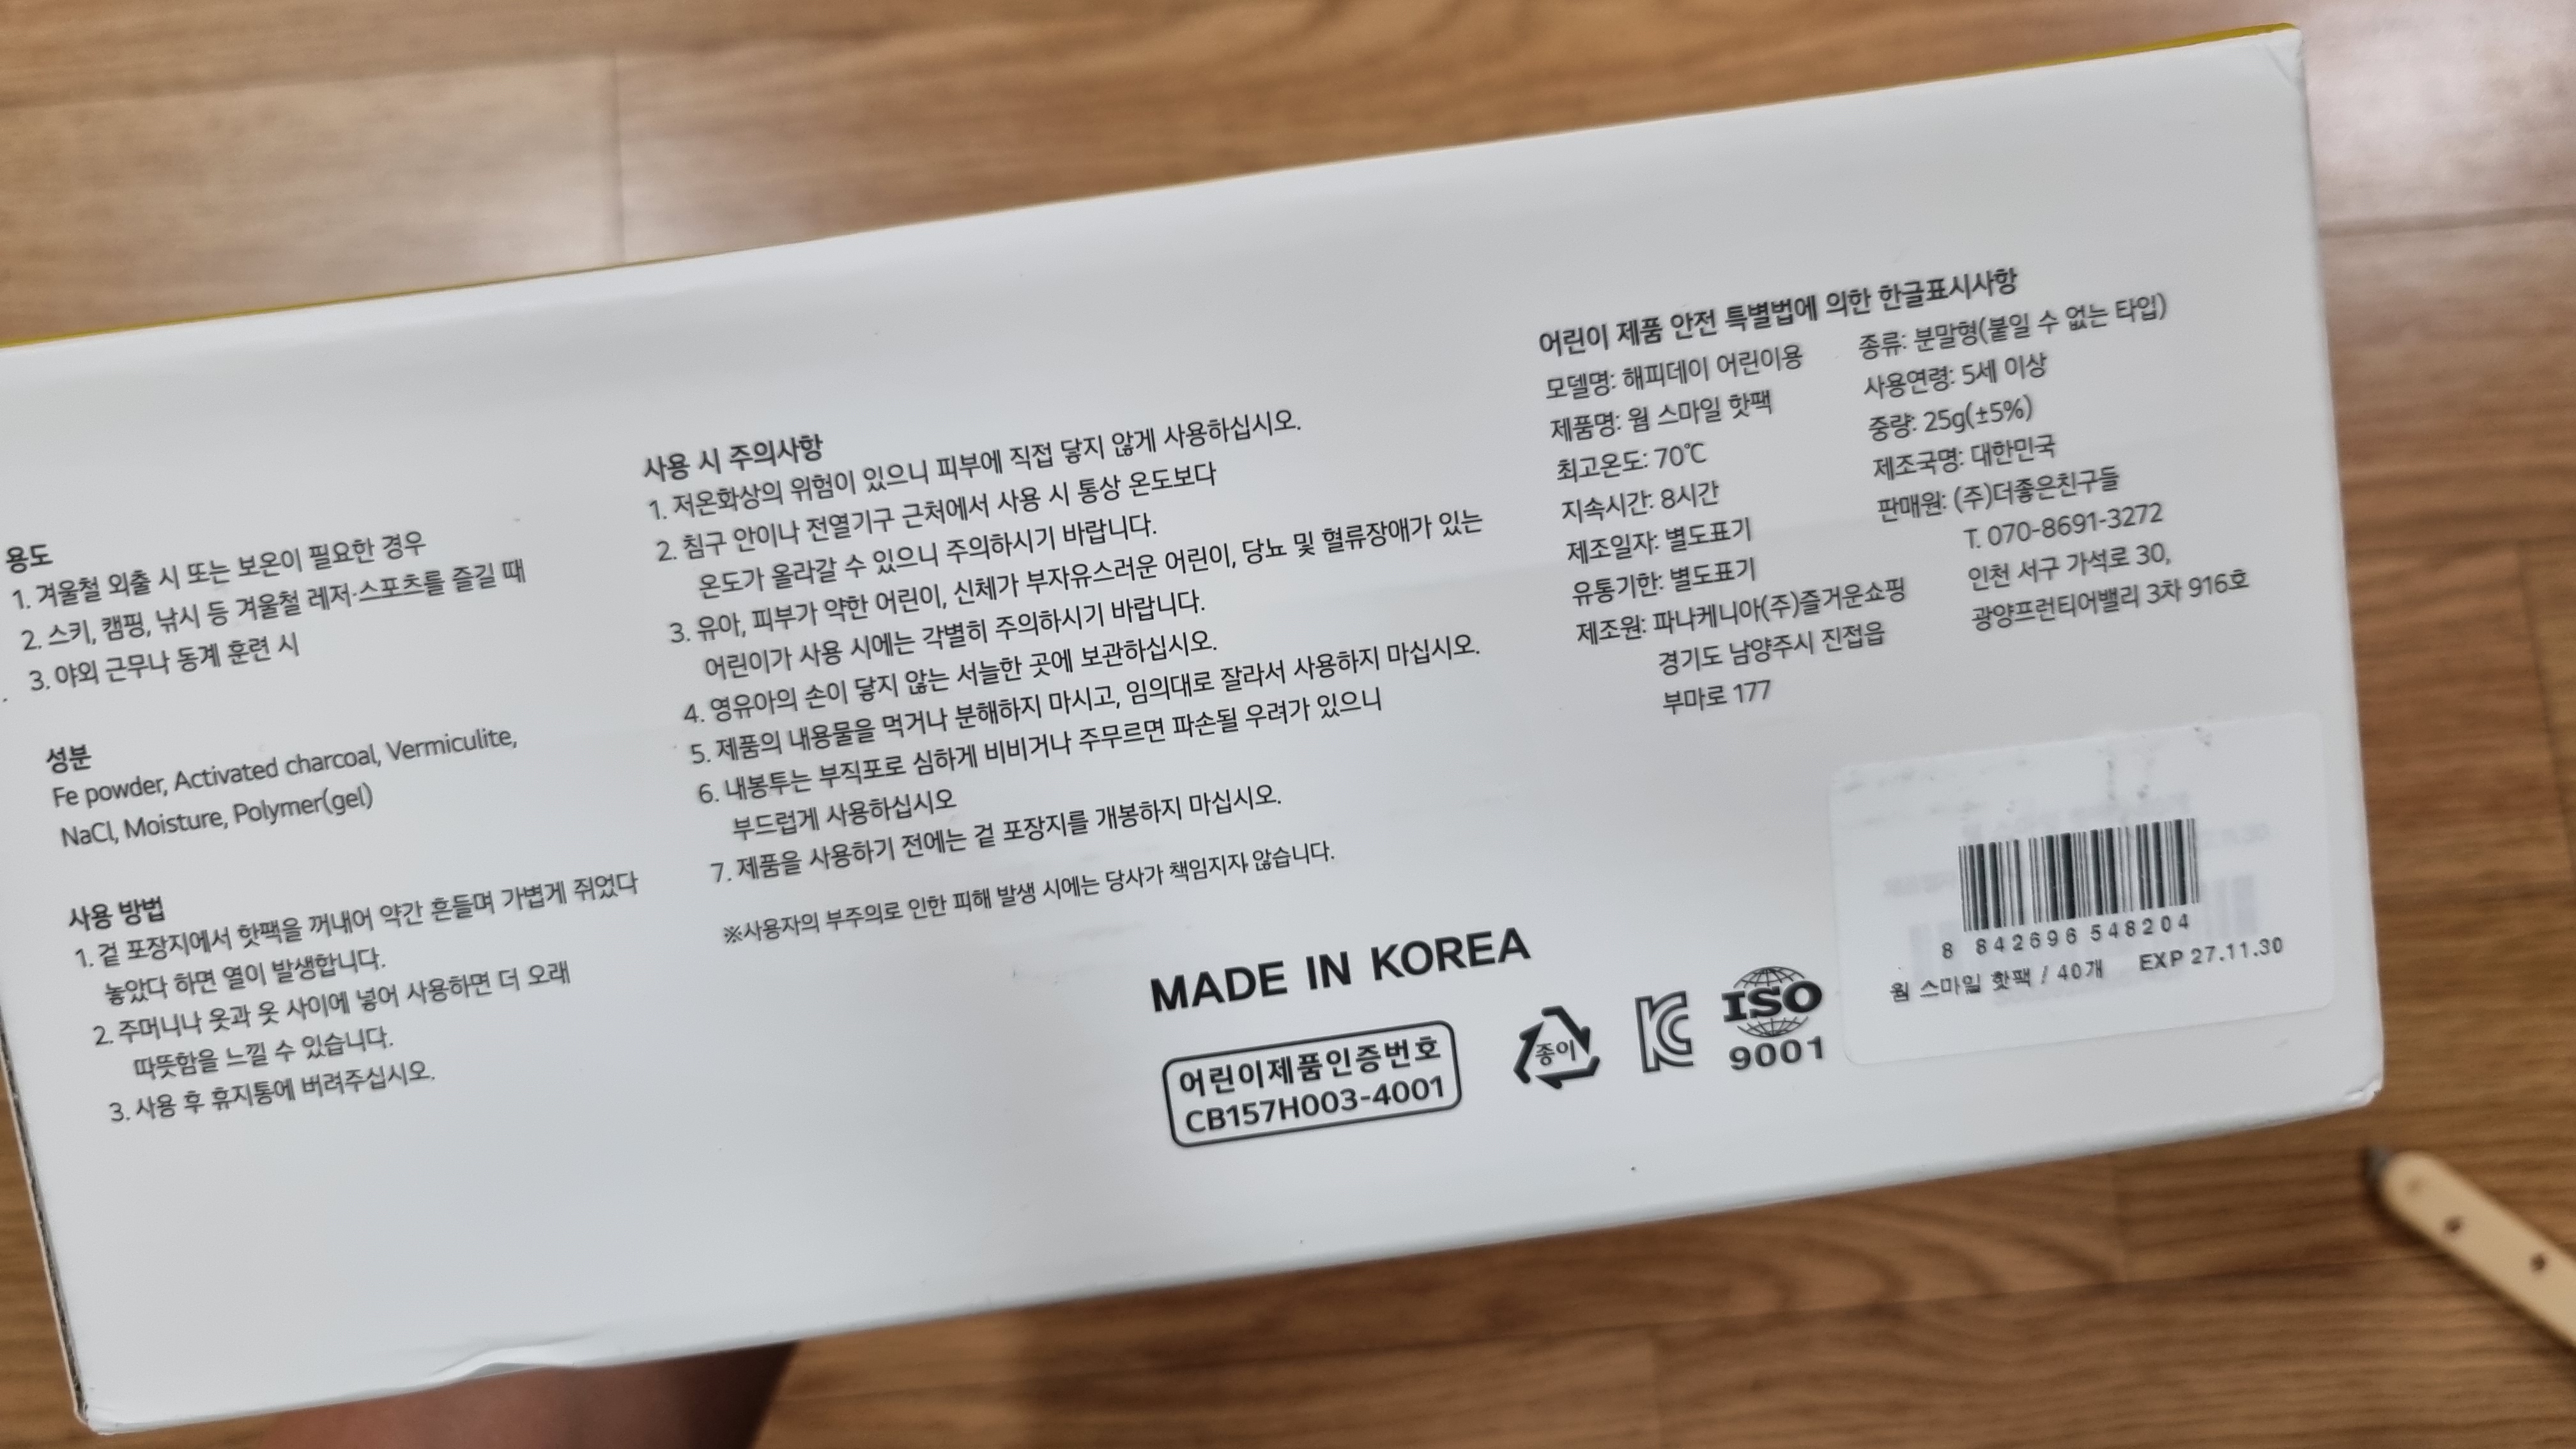 용도
1. 겨울철 외출 시 또는 보온이 필요한 경우
2. 스키, 캠핑, 낚시 등 겨울철 레저·스포츠를 즐길 때
3. 야외 근무나 동계 훈련 시
성분
Fe powder, Activated charcoal, Vermiculite,
NaCl, Moisture, Polymer(gel)
사용 방법
1. 겉 포장지에서 핫팩을 꺼내어 약간 흔들며 가볍게 쥐었다
놓았다 하면 열이 발생합니다.
2. 주머니나 옷과 옷 사이에 넣어 사용하면 더 오래
따뜻함을 느낄 수 있습니다.
3. 사용 후 휴지통에 버려주십시오.
사용 시 주의사항
1. 저온화상의 위험이 있으니 피부에 직접 닿지 않게 사용하십시오.
2. 침구 안이나 전열기구 근처에서 사용 시 통상 온도보다
온도가 올라갈 수 있으니 주의하시기 바랍니다.
3. 유아, 피부가 약한 어린이, 신체가 부자유스러운 어린이, 당뇨 및 혈류장애가 있는
어린이가 사용 시에는 각별히 주의하시기 바랍니다.
4. 영유아의 손이 닿지 않는 서늘한 곳에 보관하십시오.
5. 제품의 내용물을 먹거나 분해하지 마시고, 임의대로 잘라서 사용하지 마십시오.
6. 내봉투는 부직포로 심하게 비비거나 주무르면 파손될 우려가 있으니
부드럽게 사용하십시오
7. 제품을 사용하기 전에는 겉 포장지를 개봉하지 마십시오.
※사용자의 부주의로 인한 피해 발생 시에는 당사가 책임지지 않습니다.
어린이 제품 안전 특별법에 의한 한글표시사항
모델명: 해피데이 어린이용
제품명: 웜 스마일 핫팩
최고온도: 70℃
지속시간: 8시간
제조일자: 별도표기
유통기한: 별도표기
제조원: 파나케니아(주)즐거운쇼핑
경기도 남양주시 진접읍
부마로 177
종류: 분말형(붙일 수 없는 타입)
사용연령: 5세 이상
중량: 25g(±5%)
제조국명: 대한민국
판매원: (주)더좋은친구들
T. 070-8691-3272
인천 서구 가석로 30,
광양프런티어밸리 3차 916호
MADE IN KOREA
어린이제품인증번호
CB157H003-4001
종이
KC
ISO
9001
8 842696 548204
웜 스마일 핫팩 / 40개 EXP 27.11.30